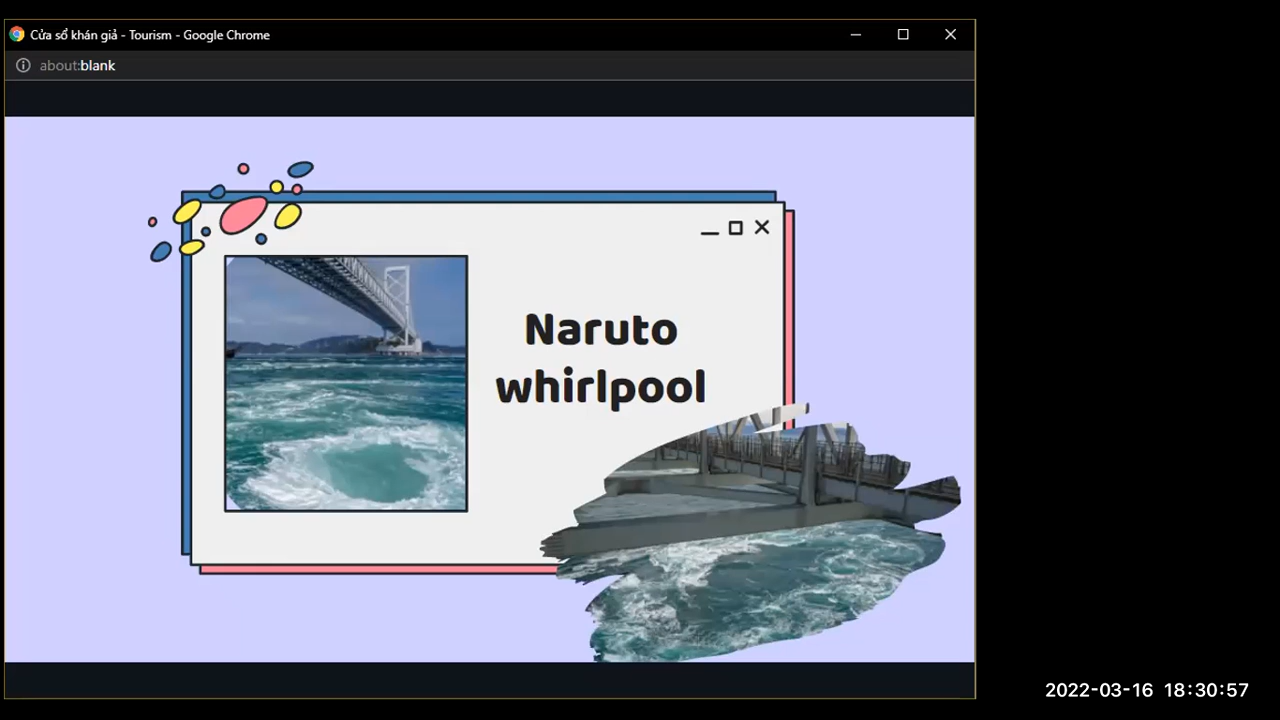 Cửa sổ khán giả - Tourism - Google Chrome
about:blank
Naruto
whirlpool
2022-03-16 18:30:57